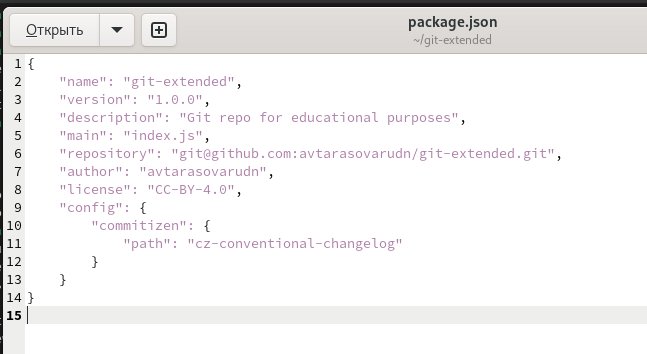 Открыть
package.json
~/git-extended
1 {
2     "name": "git-extended",
3     "version": "1.0.0",
4     "description": "Git repo for educational purposes",
5     "main": "index.js",
6     "repository": "git@github.com:avtarasovarudn/git-extended.git",
7     "author": "avtarasovarudn",
8     "license": "CC-BY-4.0",
9     "config": {
10         "commitizen": {
11             "path": "cz-conventional-changelog"
12         }
13     }
14 }
15